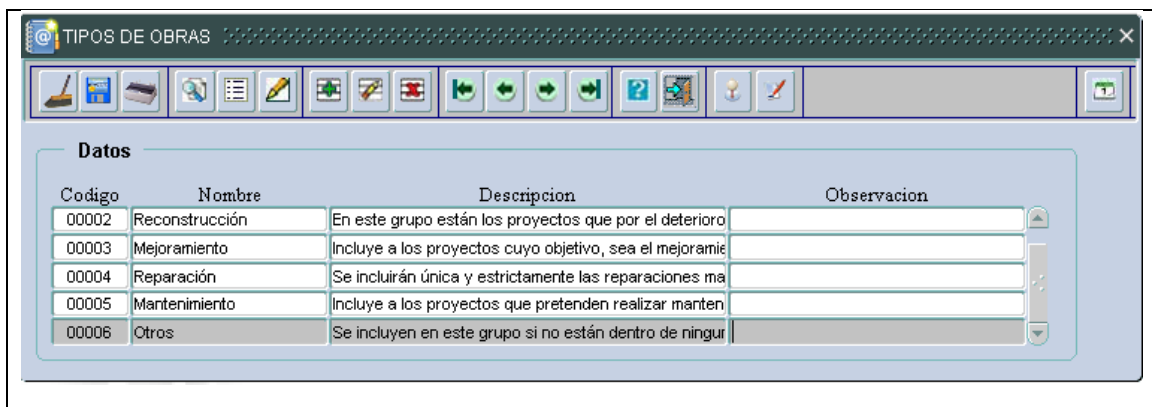 TIPOS DE OBRAS
Datos
Codigo Nombre Descripcion Observacion
00002 Reconstrucción En este grupo están los proyectos que por el deterioro
00003 Mejoramiento Incluye a los proyectos cuyo objetivo, sea el mejoramie
00004 Reparación Se incluirán única y estrictamente las reparaciones ma
00005 Mantenimiento Incluye a los proyectos que pretenden realizar manten
00006 Otros Se incluyen en este grupo si no están dentro de ningur